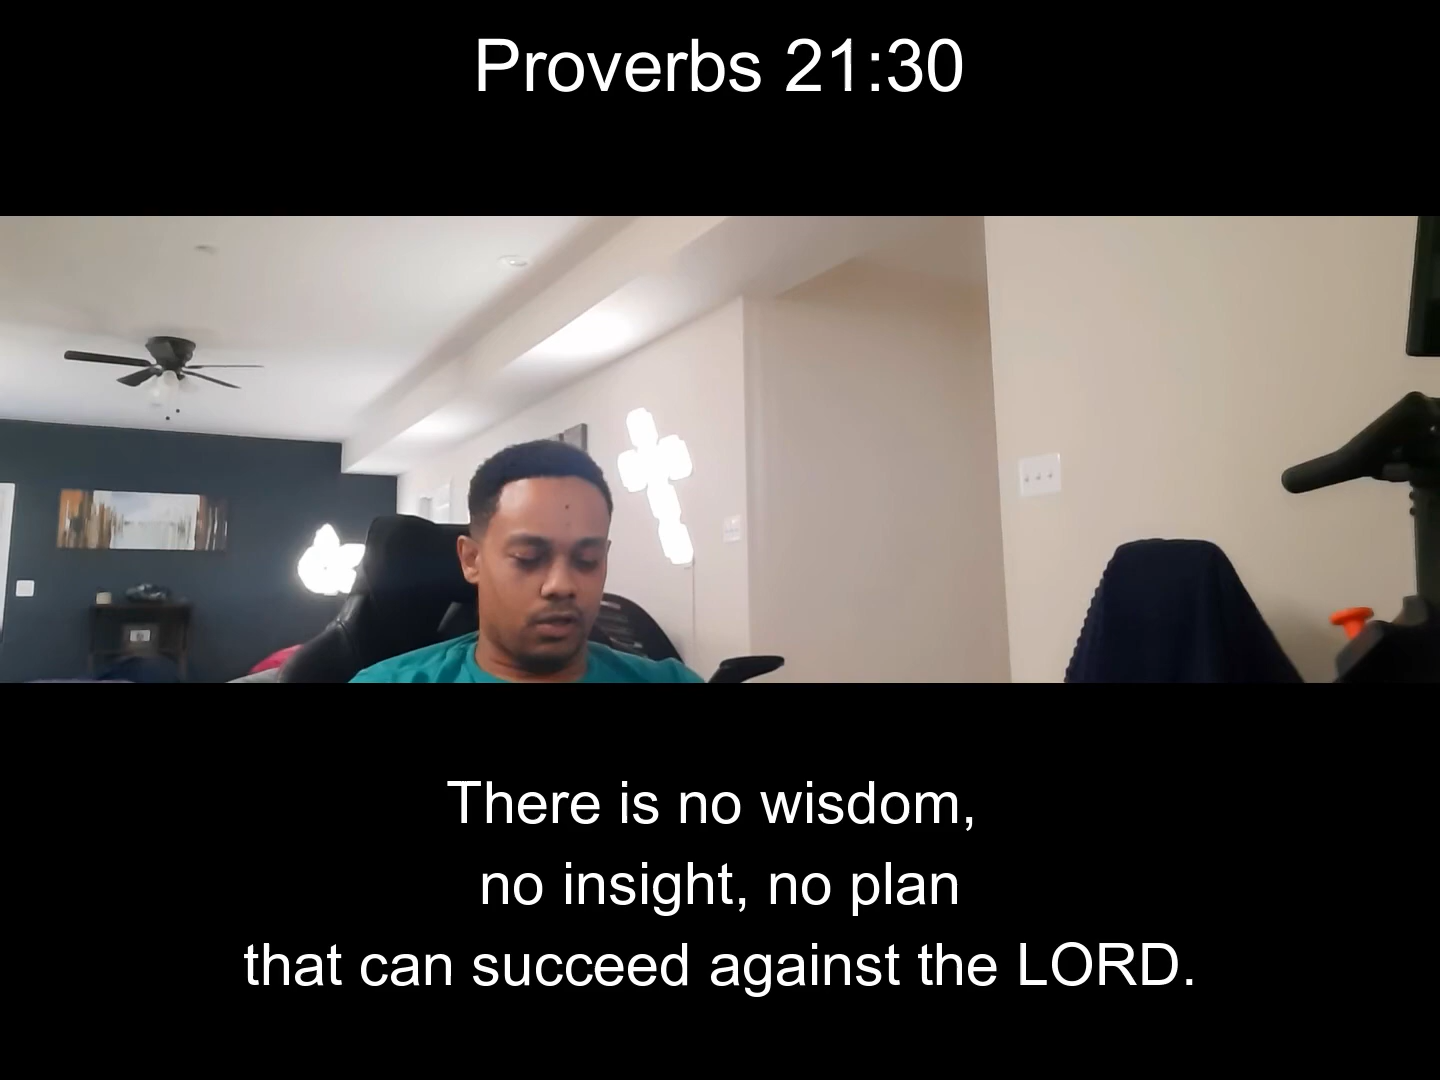 Proverbs 21:30
There is no wisdom,
no insight, no plan
that can succeed against the LORD.